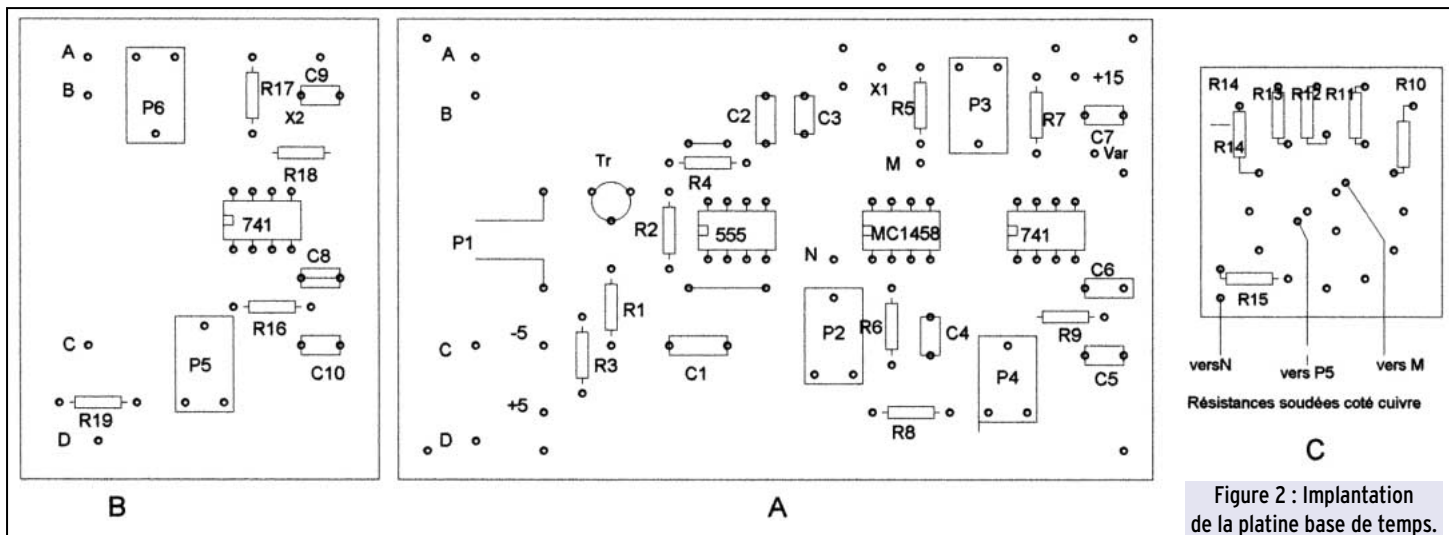 A
B
P6
R17
C9
X2
R18
741
C8
R16
C
P5
C10
R19
D
B
A
B
P1
Tr
C2
C3
R4
R2
555
R1
R3
-5
C
+5
D
C1
X1
R5
P3
R7
+15
C7
Var
M
MC1458
741
N
P2
R6
C4
R8
P4
R9
C6
C5
A
R14
R13
R12
R11
R10
R14
R15
versN
vers P5
vers M
Résistances soudées coté cuivre
C
Figure 2 : Implantation
de la platine base de temps.